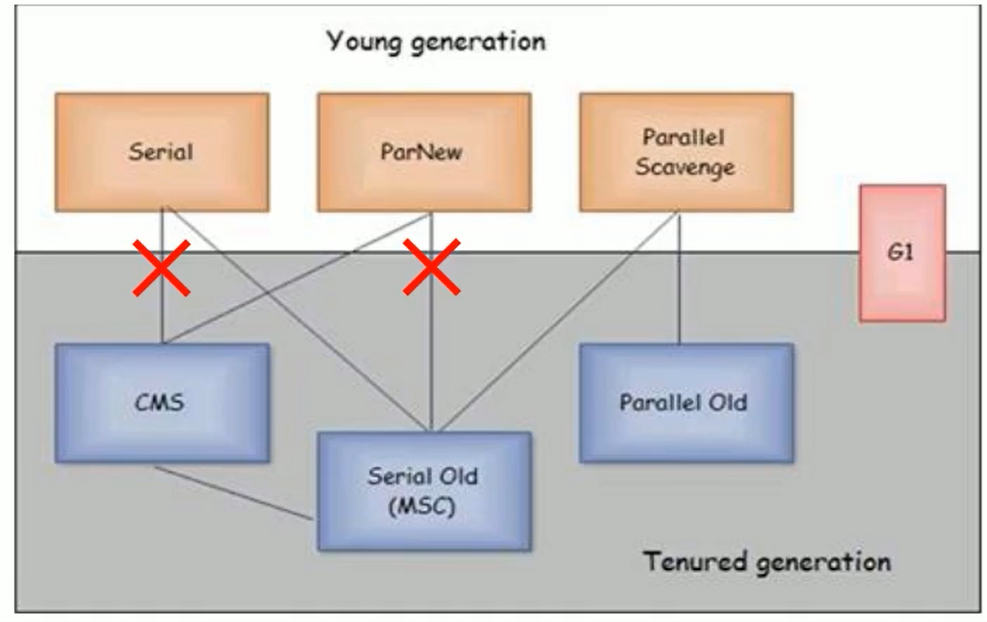 Young generation
Serial
ParNew
Parallel
Scavenge
G1
CMS
Parallel Old
Serial Old
(MSC)
Tenured generation